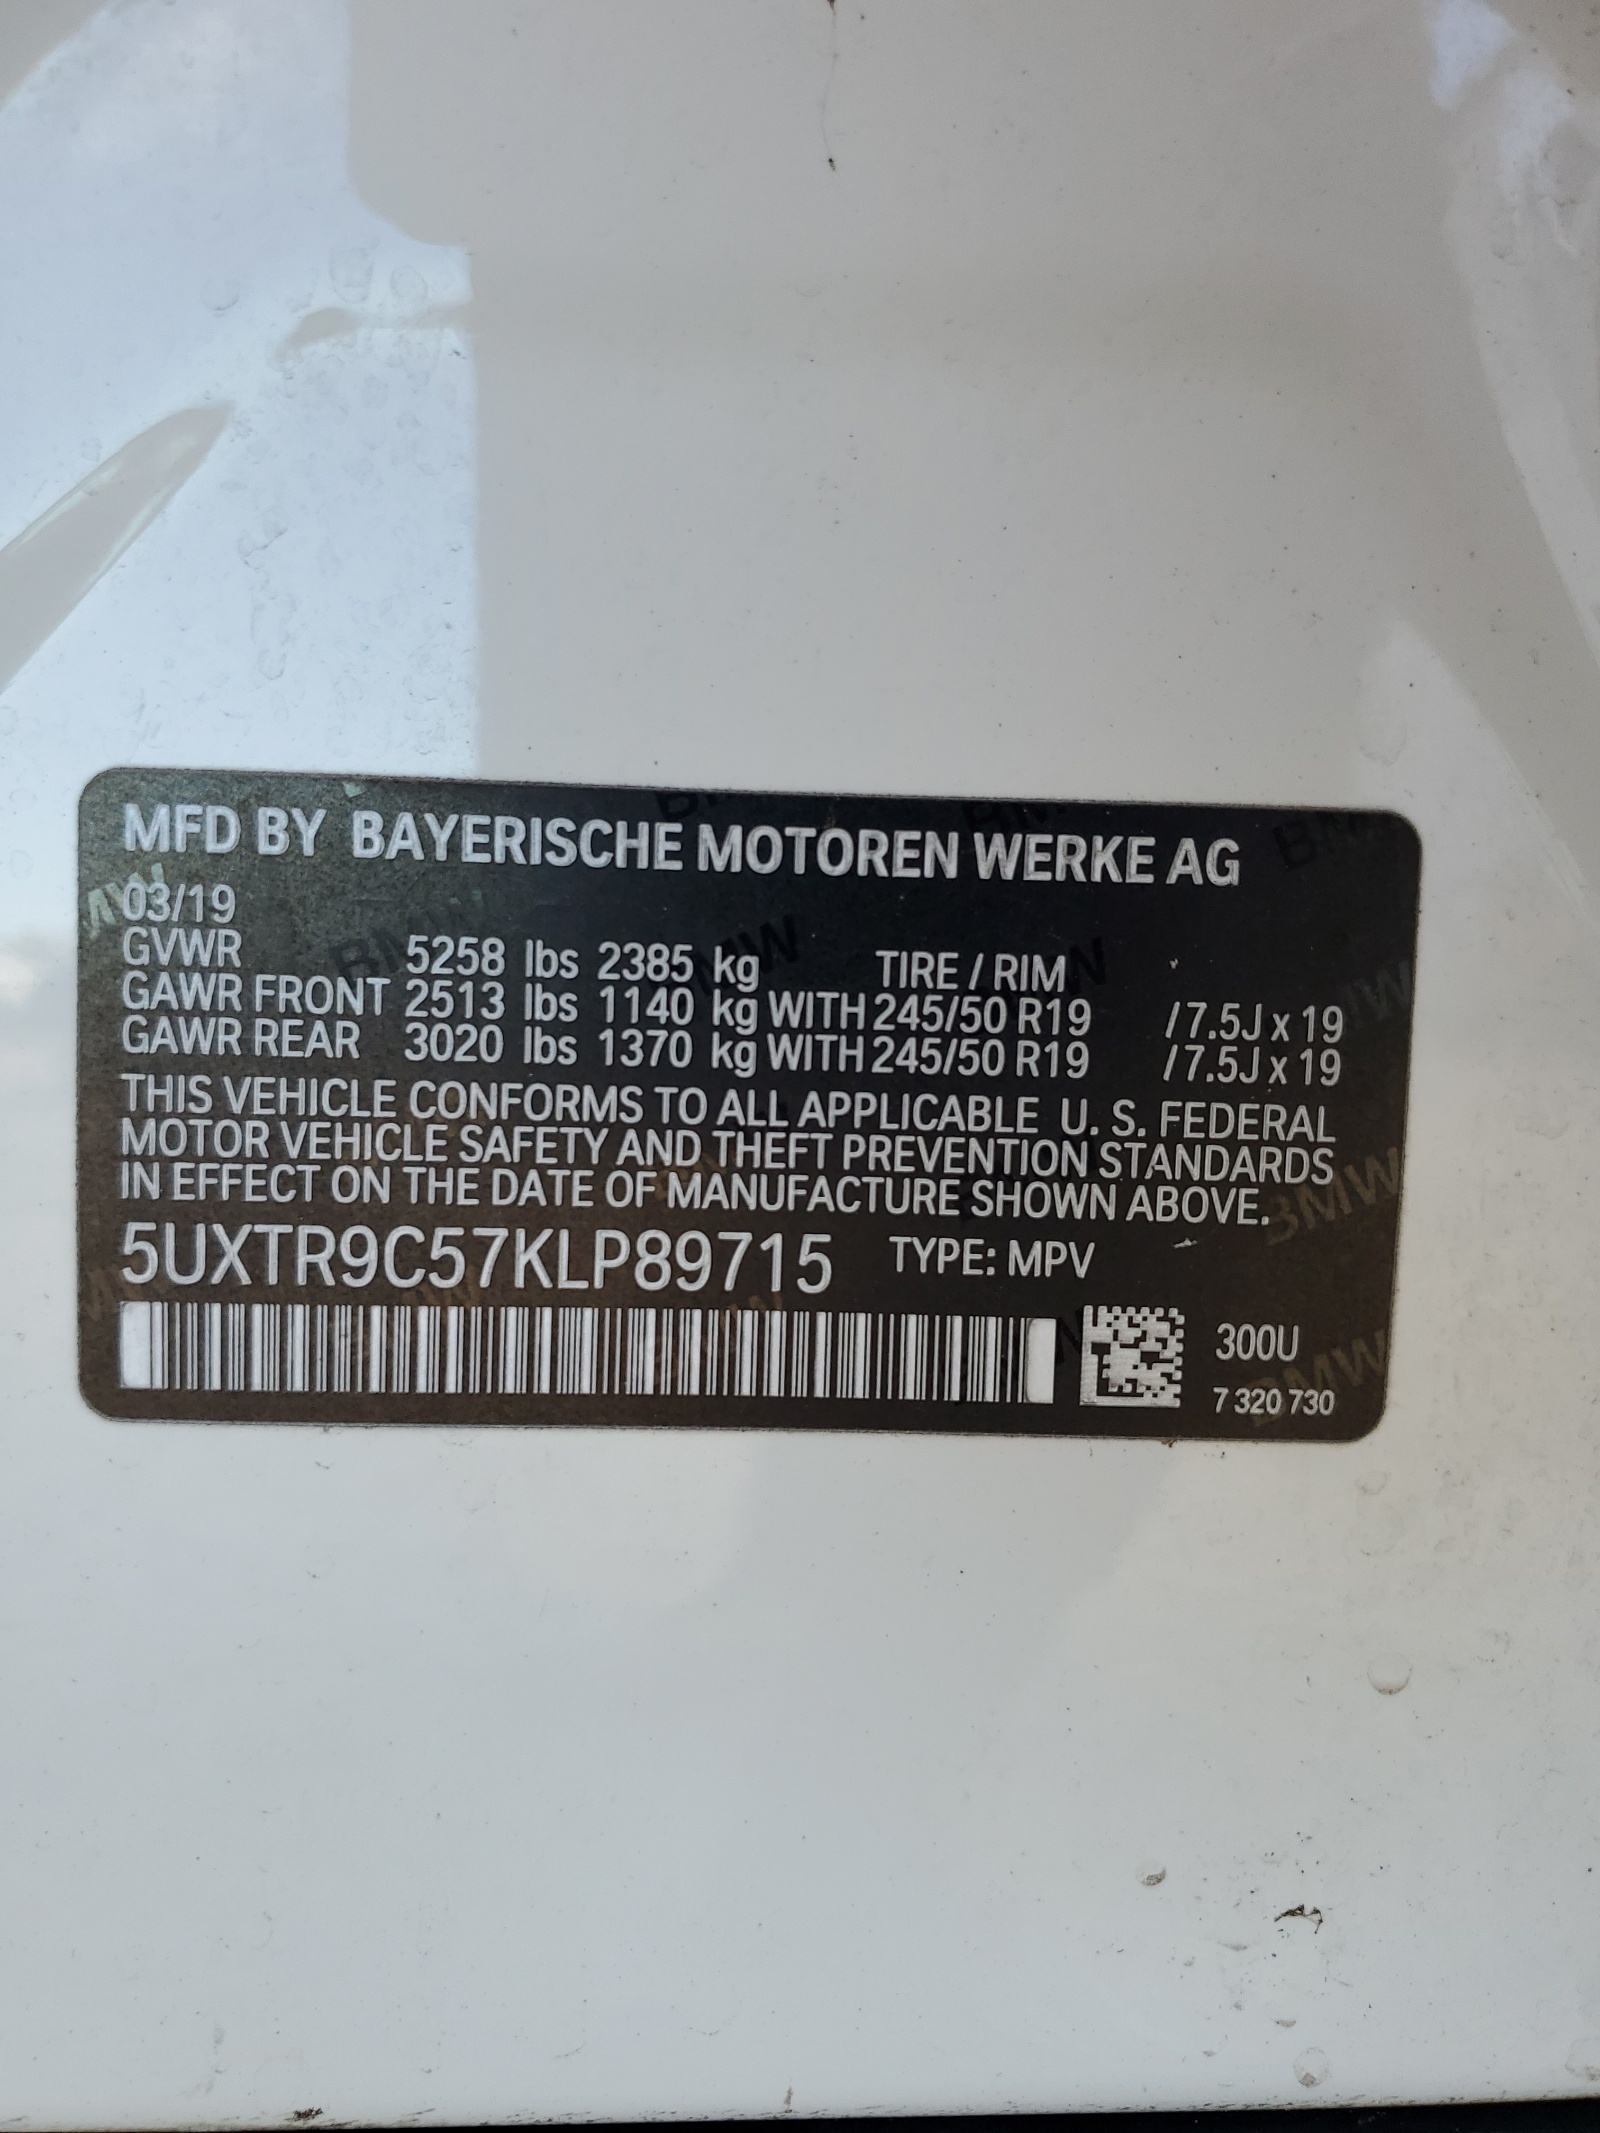 MFD BY BAYERISCHE MOTOREN WERKE AG
03/19
GVWR 5258 lbs 2385 kg TIRE / RIM
GAWR FRONT 2513 lbs 1140 kg WITH 245/50 R19 /7.5J x 19
GAWR REAR 3020 lbs 1370 kg WITH 245/50 R19 /7.5J x 19
THIS VEHICLE CONFORMS TO ALL APPLICABLE U. S. FEDERAL
MOTOR VEHICLE SAFETY AND THEFT PREVENTION STANDARDS
IN EFFECT ON THE DATE OF MANUFACTURE SHOWN ABOVE.
5UXTR9C57KLP89715 TYPE: MPV
300U
7 320 730